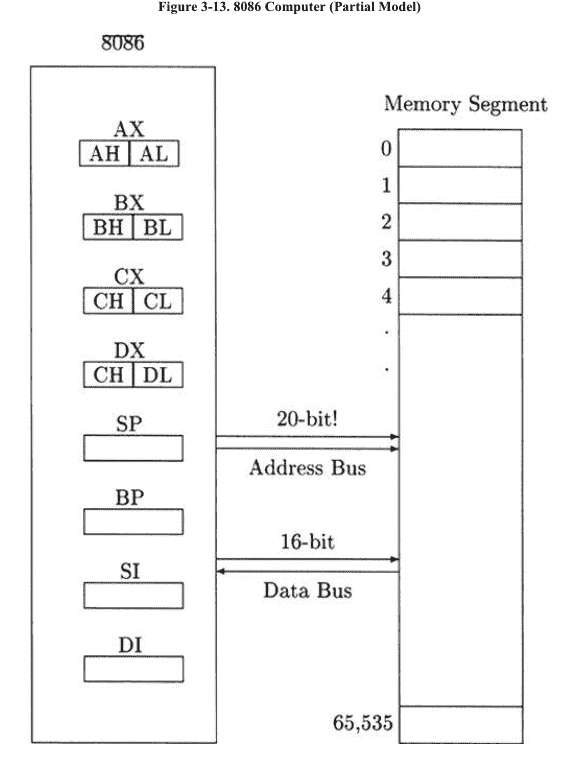 Figure 3-13. 8086 Computer (Partial Model)
8086
AX
AH AL
BX
BH BL
CX
CH CL
DX
CH DL
SP
BP
SI
DI
20-bit!
Address Bus
16-bit
Data Bus
Memory Segment
0
1
2
3
4
.
.
65,535